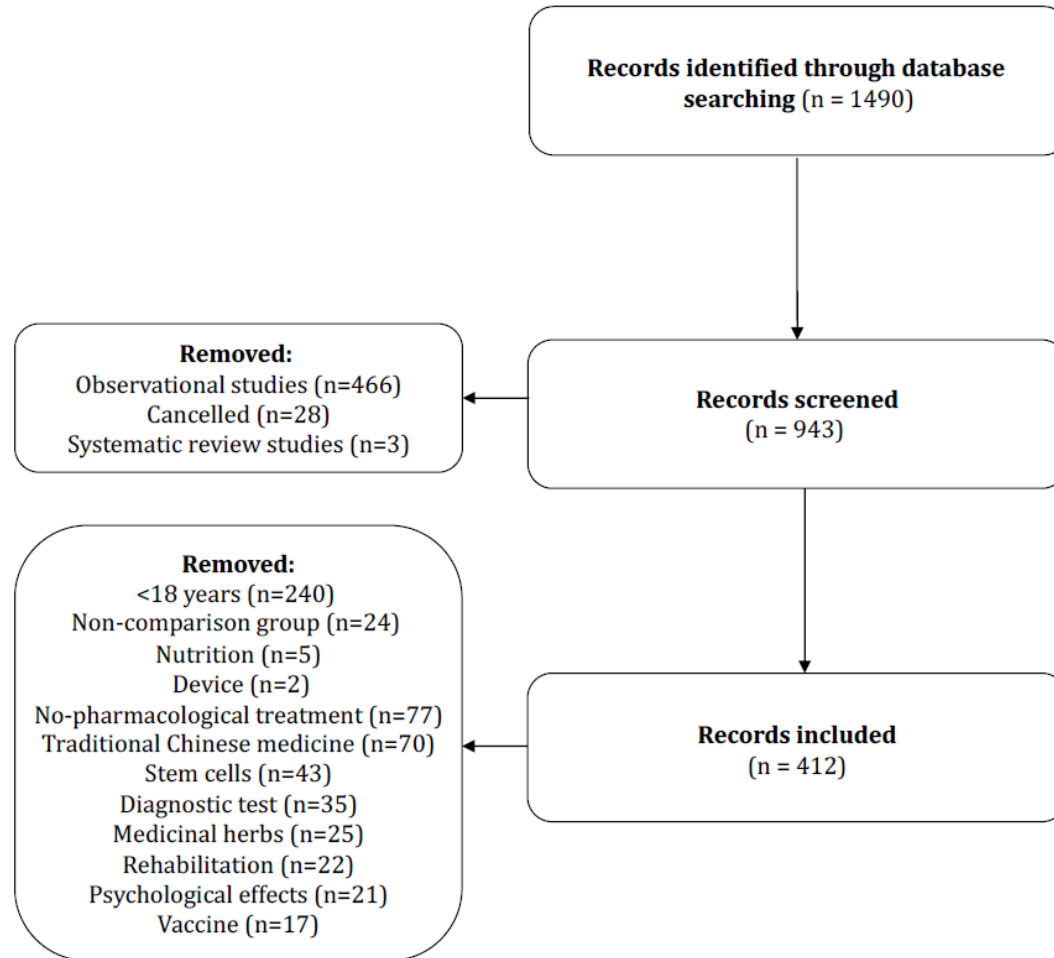 Records identified through database
searching (n = 1490)
Removed:
Observational studies (n=466)
Cancelled (n=28)
Systematic review studies (n=3)
Records screened
(n = 943)
Removed:
<18 years (n=240)
Non-comparison group (n=24)
Nutrition (n=5)
Device (n=2)
No-pharmacological treatment (n=77)
Traditional Chinese medicine (n=70)
Stem cells (n=43)
Diagnostic test (n=35)
Medicinal herbs (n=25)
Rehabilitation (n=22)
Psychological effects (n=21)
Vaccine (n=17)
Records included
(n = 412)